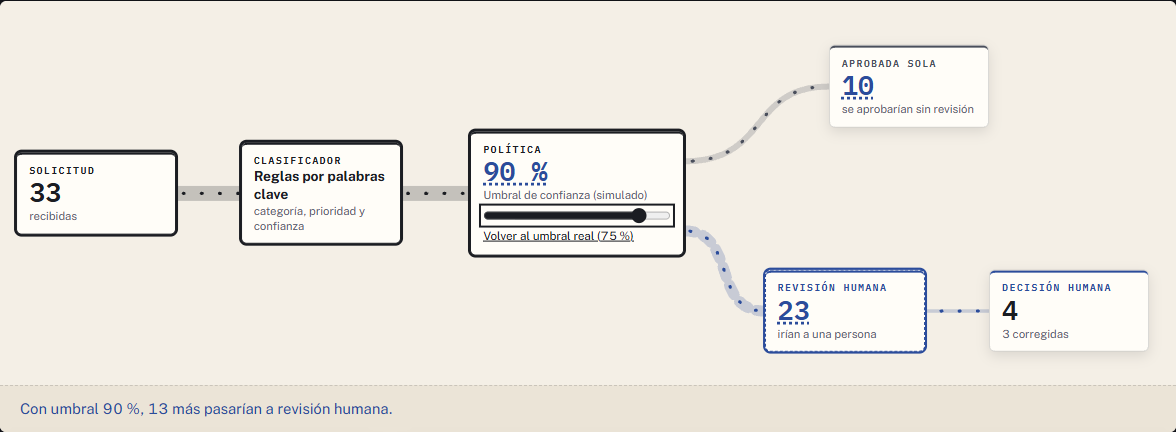 SOLICITUD
33
recibidas
CLASIFICADOR
Reglas por palabras
clave
categoría, prioridad y
confianza
POLÍTICA
90 %
Umbral de confianza (simulado)
Volver al umbral real (75 %)
APROBADA SOLA
10
se aprobarían sin revisión
REVISIÓN HUMANA
23
irían a una persona
DECISIÓN HUMANA
4
3 corregidas
Con umbral 90 %, 13 más pasarían a revisión humana.